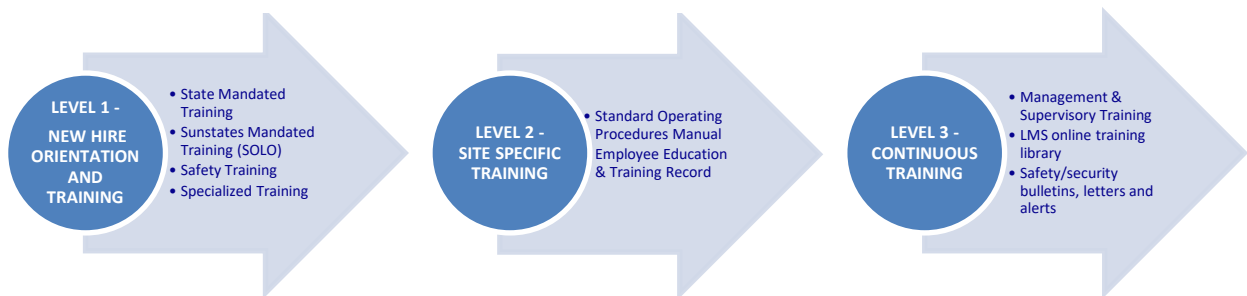 LEVEL 1 -
NEW HIRE
ORIENTATION
AND
TRAINING
• State Mandated
Training
• Sunstates Mandated
Training (SOLO)
• Safety Training
• Specialized Training
LEVEL 2 -
SITE SPECIFIC
TRAINING
• Standard Operating
Procedures Manual
Employee Education
& Training Record
LEVEL 3 -
CONTINUOUS
TRAINING
• Management &
Supervisory Training
• LMS online training
library
• Safety/security
bulletins, letters and
alerts